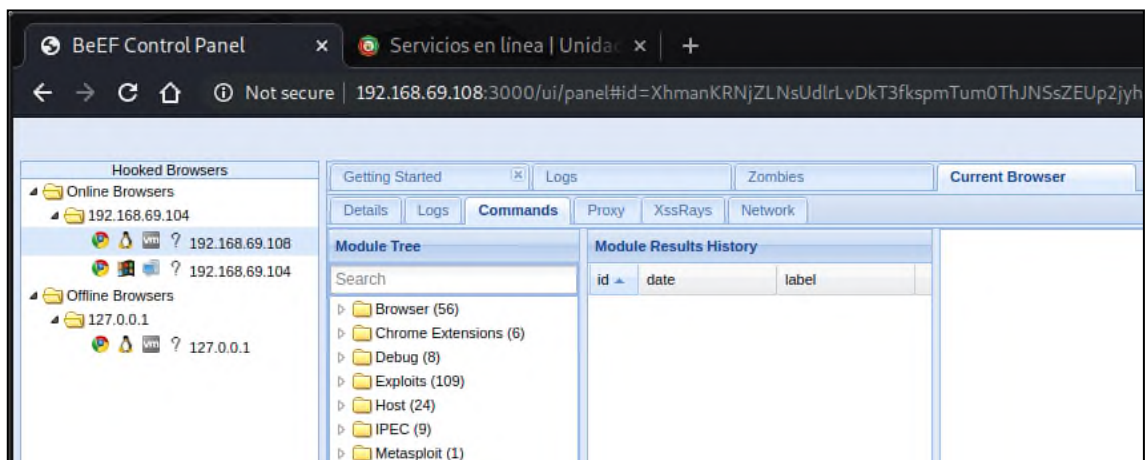 BeEF Control Panel
Servicios en línea | Unidad
Not secure | 192.168.69.108:3000/ui/panel#id=XhmanKRNjZLNsUdlrLvDkT3fkspmTum0ThJNSsZEUp2jyh
Hooked Browsers
Online Browsers
192.168.69.104
? 192.168.69.108
? 192.168.69.104
Offline Browsers
127.0.0.1
? 127.0.0.1
Getting Started Logs Zombies Current Browser
Details Logs Commands Proxy XssRays Network
Module Tree
Search
Browser (56)
Chrome Extensions (6)
Debug (8)
Exploits (109)
Host (24)
IPEC (9)
Metasploit (1)
Module Results History
id date label